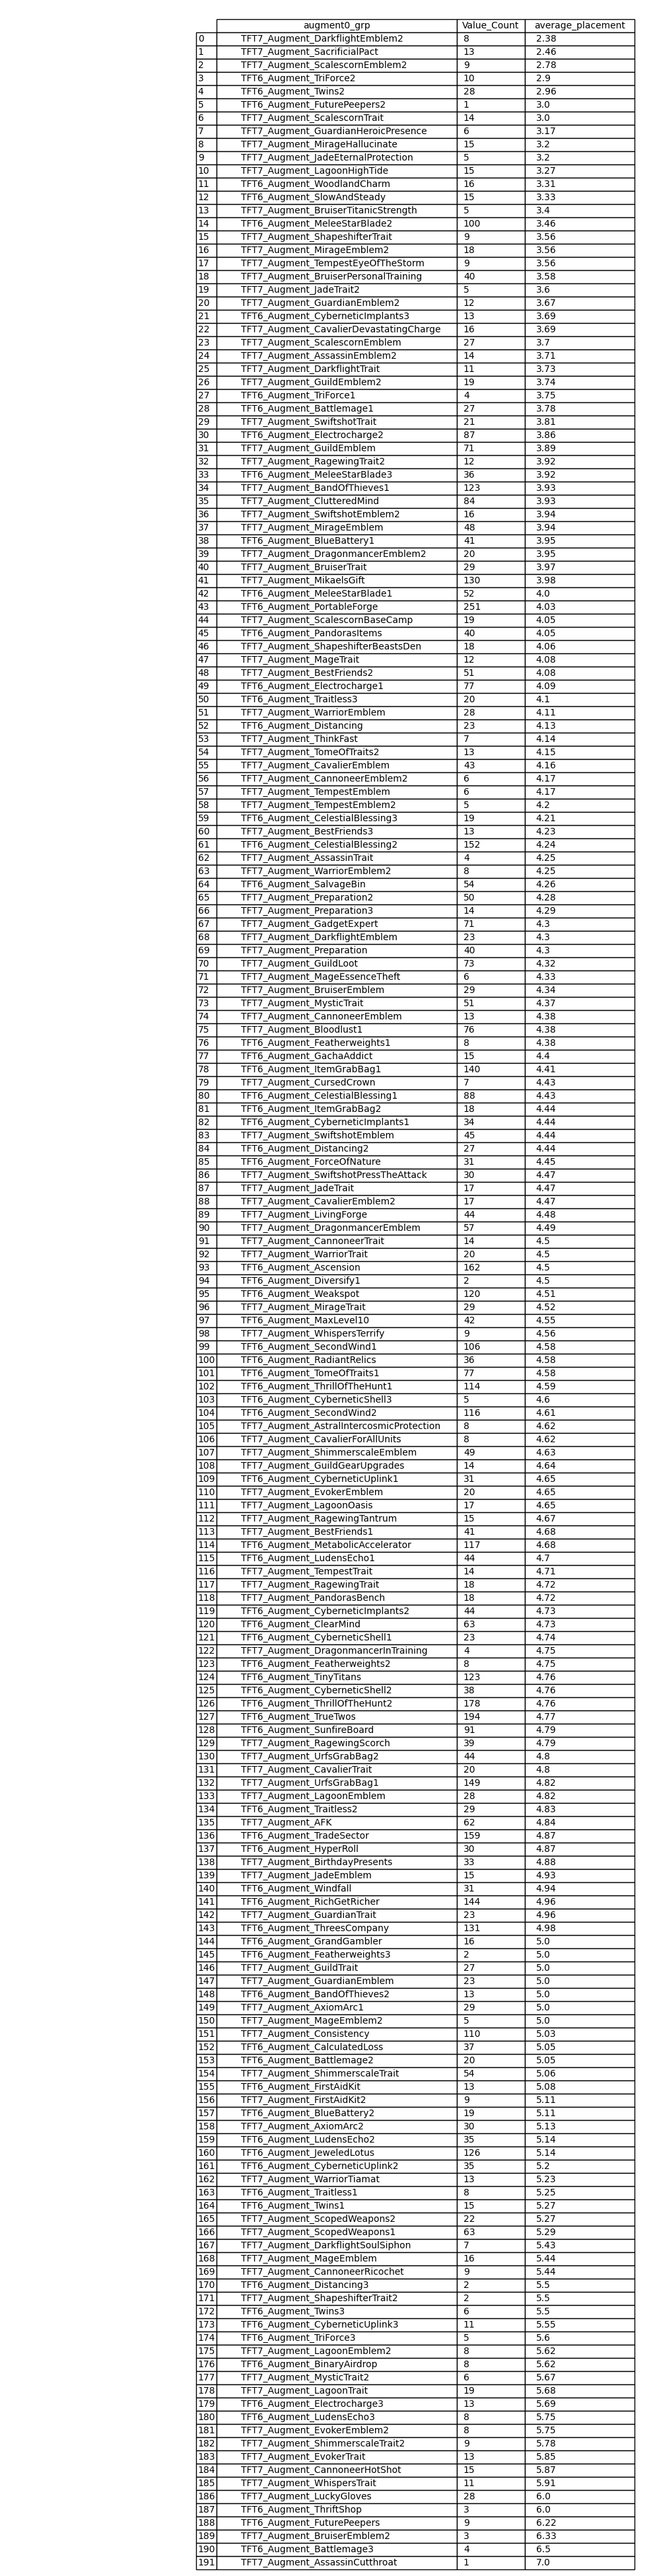 augment0_grp Value_Count average_placement
0 TFT7_Augment_DarkflightEmblem2 8 2.38
1 TFT7_Augment_SacrificialPact 13 2.46
2 TFT7_Augment_ScalescornEmblem2 9 2.78
3 TFT6_Augment_TriForce2 10 2.9
4 TFT6_Augment_Twins2 28 2.96
5 TFT6_Augment_FuturePeepers2 1 3.0
6 TFT7_Augment_ScalescornTrait 14 3.0
7 TFT7_Augment_GuardianHeroicPresence 6 3.17
8 TFT7_Augment_MirageHallucinate 15 3.2
9 TFT7_Augment_JadeEternalProtection 5 3.2
10 TFT7_Augment_LagoonHighTide 15 3.27
11 TFT6_Augment_WoodlandCharm 16 3.31
12 TFT6_Augment_SlowAndSteady 15 3.33
13 TFT7_Augment_BruiserTitanicStrength 5 3.4
14 TFT6_Augment_MeleeStarBlade2 100 3.46
15 TFT7_Augment_ShapeshifterTrait 9 3.56
16 TFT7_Augment_MirageEmblem2 18 3.56
17 TFT7_Augment_TempestEyeOfTheStorm 9 3.56
18 TFT7_Augment_BruiserPersonalTraining 40 3.58
19 TFT7_Augment_JadeTrait2 5 3.6
20 TFT7_Augment_GuardianEmblem2 12 3.67
21 TFT6_Augment_CyberneticImplants3 13 3.69
22 TFT7_Augment_CavalierDevastatingCharge 16 3.69
23 TFT7_Augment_ScalescornEmblem 27 3.7
24 TFT7_Augment_AssassinEmblem2 14 3.71
25 TFT7_Augment_DarkflightTrait 11 3.73
26 TFT7_Augment_GuildEmblem2 19 3.74
27 TFT6_Augment_TriForce1 4 3.75
28 TFT6_Augment_Battlemage1 27 3.78
29 TFT7_Augment_SwiftshotTrait 21 3.81
30 TFT6_Augment_Electrocharge2 87 3.86
31 TFT7_Augment_GuildEmblem 71 3.89
32 TFT7_Augment_RagewingTrait2 12 3.92
33 TFT6_Augment_MeleeStarBlade3 36 3.92
34 TFT6_Augment_BandOfThieves1 123 3.93
35 TFT7_Augment_ClutteredMind 84 3.93
36 TFT7_Augment_SwiftshotEmblem2 16 3.94
37 TFT7_Augment_MirageEmblem 48 3.94
38 TFT6_Augment_BlueBattery1 41 3.95
39 TFT7_Augment_DragonmancerEmblem2 20 3.95
40 TFT7_Augment_BruiserTrait 29 3.97
41 TFT7_Augment_MikaelsGift 130 3.98
42 TFT6_Augment_MeleeStarBlade1 52 4.0
43 TFT6_Augment_PortableForge 251 4.03
44 TFT7_Augment_ScalescornBaseCamp 19 4.05
45 TFT6_Augment_PandorasItems 40 4.05
46 TFT7_Augment_ShapeshifterBeastsDen 18 4.06
47 TFT7_Augment_MageTrait 12 4.08
48 TFT7_Augment_BestFriends2 51 4.08
49 TFT6_Augment_Electrocharge1 77 4.09
50 TFT6_Augment_Traitless3 20 4.1
51 TFT7_Augment_WarriorEmblem 28 4.11
52 TFT6_Augment_Distancing 23 4.13
53 TFT7_Augment_ThinkFast 7 4.14
54 TFT7_Augment_TomeOfTraits2 13 4.15
55 TFT7_Augment_CavalierEmblem 43 4.16
56 TFT7_Augment_CannoneerEmblem2 6 4.17
57 TFT7_Augment_TempestEmblem 6 4.17
58 TFT7_Augment_TempestEmblem2 5 4.2
59 TFT6_Augment_CelestialBlessing3 19 4.21
60 TFT7_Augment_BestFriends3 13 4.23
61 TFT6_Augment_CelestialBlessing2 152 4.24
62 TFT7_Augment_AssassinTrait 4 4.25
63 TFT7_Augment_WarriorEmblem2 8 4.25
64 TFT6_Augment_SalvageBin 54 4.26
65 TFT7_Augment_Preparation2 50 4.28
66 TFT7_Augment_Preparation3 14 4.29
67 TFT7_Augment_GadgetExpert 71 4.3
68 TFT7_Augment_DarkflightEmblem 23 4.3
69 TFT7_Augment_Preparation 40 4.3
70 TFT7_Augment_GuildLoot 73 4.32
71 TFT7_Augment_MageEssenceTheft 6 4.33
72 TFT7_Augment_BruiserEmblem 29 4.34
73 TFT7_Augment_MysticTrait 51 4.37
74 TFT7_Augment_CannoneerEmblem 13 4.38
75 TFT7_Augment_Bloodlust1 76 4.38
76 TFT6_Augment_Featherweights1 8 4.38
77 TFT6_Augment_GachaAddict 15 4.4
78 TFT6_Augment_ItemGrabBag1 140 4.41
79 TFT7_Augment_CursedCrown 7 4.43
80 TFT6_Augment_CelestialBlessing1 88 4.43
81 TFT6_Augment_ItemGrabBag2 18 4.44
82 TFT6_Augment_CyberneticImplants1 34 4.44
83 TFT7_Augment_SwiftshotEmblem 45 4.44
84 TFT6_Augment_Distancing2 27 4.44
85 TFT6_Augment_ForceOfNature 31 4.45
86 TFT7_Augment_SwiftshotPressTheAttack 30 4.47
87 TFT7_Augment_JadeTrait 17 4.47
88 TFT7_Augment_CavalierEmblem2 17 4.47
89 TFT7_Augment_LivingForge 44 4.48
90 TFT7_Augment_DragonmancerEmblem 57 4.49
91 TFT7_Augment_CannoneerTrait 14 4.5
92 TFT7_Augment_WarriorTrait 20 4.5
93 TFT6_Augment_Ascension 162 4.5
94 TFT6_Augment_Diversify1 2 4.5
95 TFT6_Augment_Weakspot 120 4.51
96 TFT7_Augment_MirageTrait 29 4.52
97 TFT6_Augment_MaxLevel10 42 4.55
98 TFT7_Augment_WhispersTerrify 9 4.56
99 TFT6_Augment_SecondWind1 106 4.58
100 TFT6_Augment_RadiantRelics 36 4.58
101 TFT6_Augment_TomeOfTraits1 77 4.58
102 TFT6_Augment_ThrillOfTheHunt1 114 4.59
103 TFT6_Augment_CyberneticShell3 5 4.6
104 TFT6_Augment_SecondWind2 116 4.61
105 TFT7_Augment_AstralIntercosmicProtection 8 4.62
106 TFT7_Augment_CavalierForAllUnits 8 4.62
107 TFT7_Augment_ShimmerscaleEmblem 49 4.63
108 TFT7_Augment_GuildGearUpgrades 14 4.64
109 TFT6_Augment_CyberneticUplink1 31 4.65
110 TFT7_Augment_EvokerEmblem 20 4.65
111 TFT7_Augment_LagoonOasis 17 4.65
112 TFT7_Augment_RagewingTantrum 15 4.67
113 TFT7_Augment_BestFriends1 41 4.68
114 TFT6_Augment_MetabolicAccelerator 117 4.68
115 TFT6_Augment_LudensEcho1 44 4.7
116 TFT7_Augment_TempestTrait 14 4.71
117 TFT7_Augment_RagewingTrait 18 4.72
118 TFT7_Augment_PandorasBench 18 4.72
119 TFT6_Augment_CyberneticImplants2 44 4.73
120 TFT6_Augment_ClearMind 63 4.73
121 TFT6_Augment_CyberneticShell1 23 4.74
122 TFT7_Augment_DragonmancerInTraining 4 4.75
123 TFT6_Augment_Featherweights2 8 4.75
124 TFT6_Augment_TinyTitans 123 4.76
125 TFT6_Augment_CyberneticShell2 38 4.76
126 TFT6_Augment_ThrillOfTheHunt2 178 4.76
127 TFT6_Augment_TrueTwos 194 4.77
128 TFT6_Augment_SunfireBoard 91 4.79
129 TFT7_Augment_RagewingScorch 39 4.79
130 TFT7_Augment_UrfsGrabBag2 44 4.8
131 TFT7_Augment_CavalierTrait 20 4.8
132 TFT7_Augment_UrfsGrabBag1 149 4.82
133 TFT7_Augment_LagoonEmblem 28 4.82
134 TFT6_Augment_Traitless2 29 4.83
135 TFT7_Augment_AFK 62 4.84
136 TFT6_Augment_TradeSector 159 4.87
137 TFT6_Augment_HyperRoll 30 4.87
138 TFT7_Augment_BirthdayPresents 33 4.88
139 TFT7_Augment_JadeEmblem 15 4.93
140 TFT6_Augment_Windfall 31 4.94
141 TFT6_Augment_RichGetRicher 144 4.96
142 TFT7_Augment_GuardianTrait 23 4.96
143 TFT6_Augment_ThreesCompany 131 4.98
144 TFT6_Augment_GrandGambler 16 5.0
145 TFT6_Augment_Featherweights3 2 5.0
146 TFT7_Augment_GuildTrait 27 5.0
147 TFT7_Augment_GuardianEmblem 23 5.0
148 TFT6_Augment_BandOfThieves2 13 5.0
149 TFT7_Augment_AxiomArc1 29 5.0
150 TFT7_Augment_MageEmblem2 5 5.0
151 TFT7_Augment_Consistency 110 5.03
152 TFT6_Augment_CalculatedLoss 37 5.05
153 TFT6_Augment_Battlemage2 20 5.05
154 TFT7_Augment_ShimmerscaleTrait 54 5.06
155 TFT6_Augment_FirstAidKit 13 5.08
156 TFT7_Augment_FirstAidKit2 9 5.11
157 TFT6_Augment_BlueBattery2 19 5.11
158 TFT7_Augment_AxiomArc2 30 5.13
159 TFT6_Augment_LudensEcho2 35 5.14
160 TFT6_Augment_JeweledLotus 126 5.14
161 TFT6_Augment_CyberneticUplink2 35 5.2
162 TFT7_Augment_WarriorTiamat 13 5.23
163 TFT6_Augment_Traitless1 8 5.25
164 TFT6_Augment_Twins1 15 5.27
165 TFT7_Augment_ScopedWeapons2 22 5.27
166 TFT7_Augment_ScopedWeapons1 63 5.29
167 TFT7_Augment_DarkflightSoulSiphon 7 5.43
168 TFT7_Augment_MageEmblem 16 5.44
169 TFT7_Augment_CannoneerRicochet 9 5.44
170 TFT6_Augment_Distancing3 2 5.5
171 TFT7_Augment_ShapeshifterTrait2 2 5.5
172 TFT6_Augment_Twins3 6 5.5
173 TFT6_Augment_CyberneticUplink3 11 5.55
174 TFT6_Augment_TriForce3 5 5.6
175 TFT7_Augment_LagoonEmblem2 8 5.62
176 TFT6_Augment_BinaryAirdrop 8 5.62
177 TFT7_Augment_MysticTrait2 6 5.67
178 TFT7_Augment_LagoonTrait 19 5.68
179 TFT6_Augment_Electrocharge3 13 5.69
180 TFT6_Augment_LudensEcho3 8 5.75
181 TFT7_Augment_EvokerEmblem2 8 5.75
182 TFT7_Augment_ShimmerscaleTrait2 9 5.78
183 TFT7_Augment_EvokerTrait 13 5.85
184 TFT7_Augment_CannoneerHotShot 15 5.87
185 TFT7_Augment_WhispersTrait 11 5.91
186 TFT7_Augment_LuckyGloves 28 6.0
187 TFT6_Augment_ThriftShop 3 6.0
188 TFT6_Augment_FuturePeepers 9 6.22
189 TFT7_Augment_BruiserEmblem2 3 6.33
190 TFT6_Augment_Battlemage3 4 6.5
191 TFT7_Augment_AssassinCutthroat 1 7.0